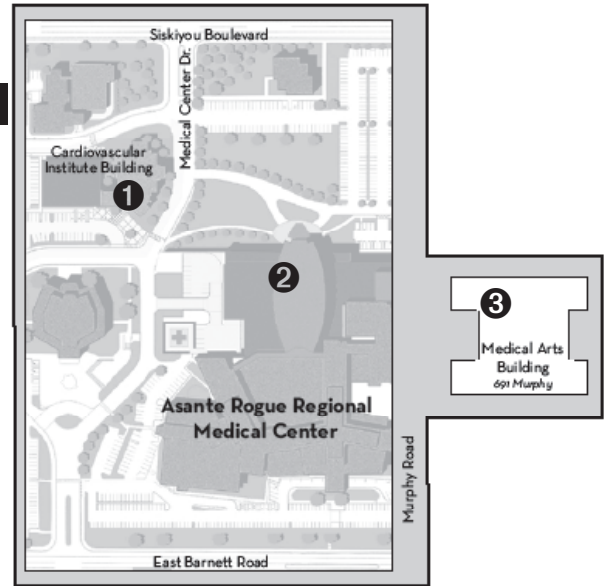 Siskiyou Boulevard
Medical Center Dr.
Cardiovascular
Institute Building
1
2
3
Medical Arts
Building
691 Murphy
Asante Rogue Regional
Medical Center
Murphy Road
East Barnett Road